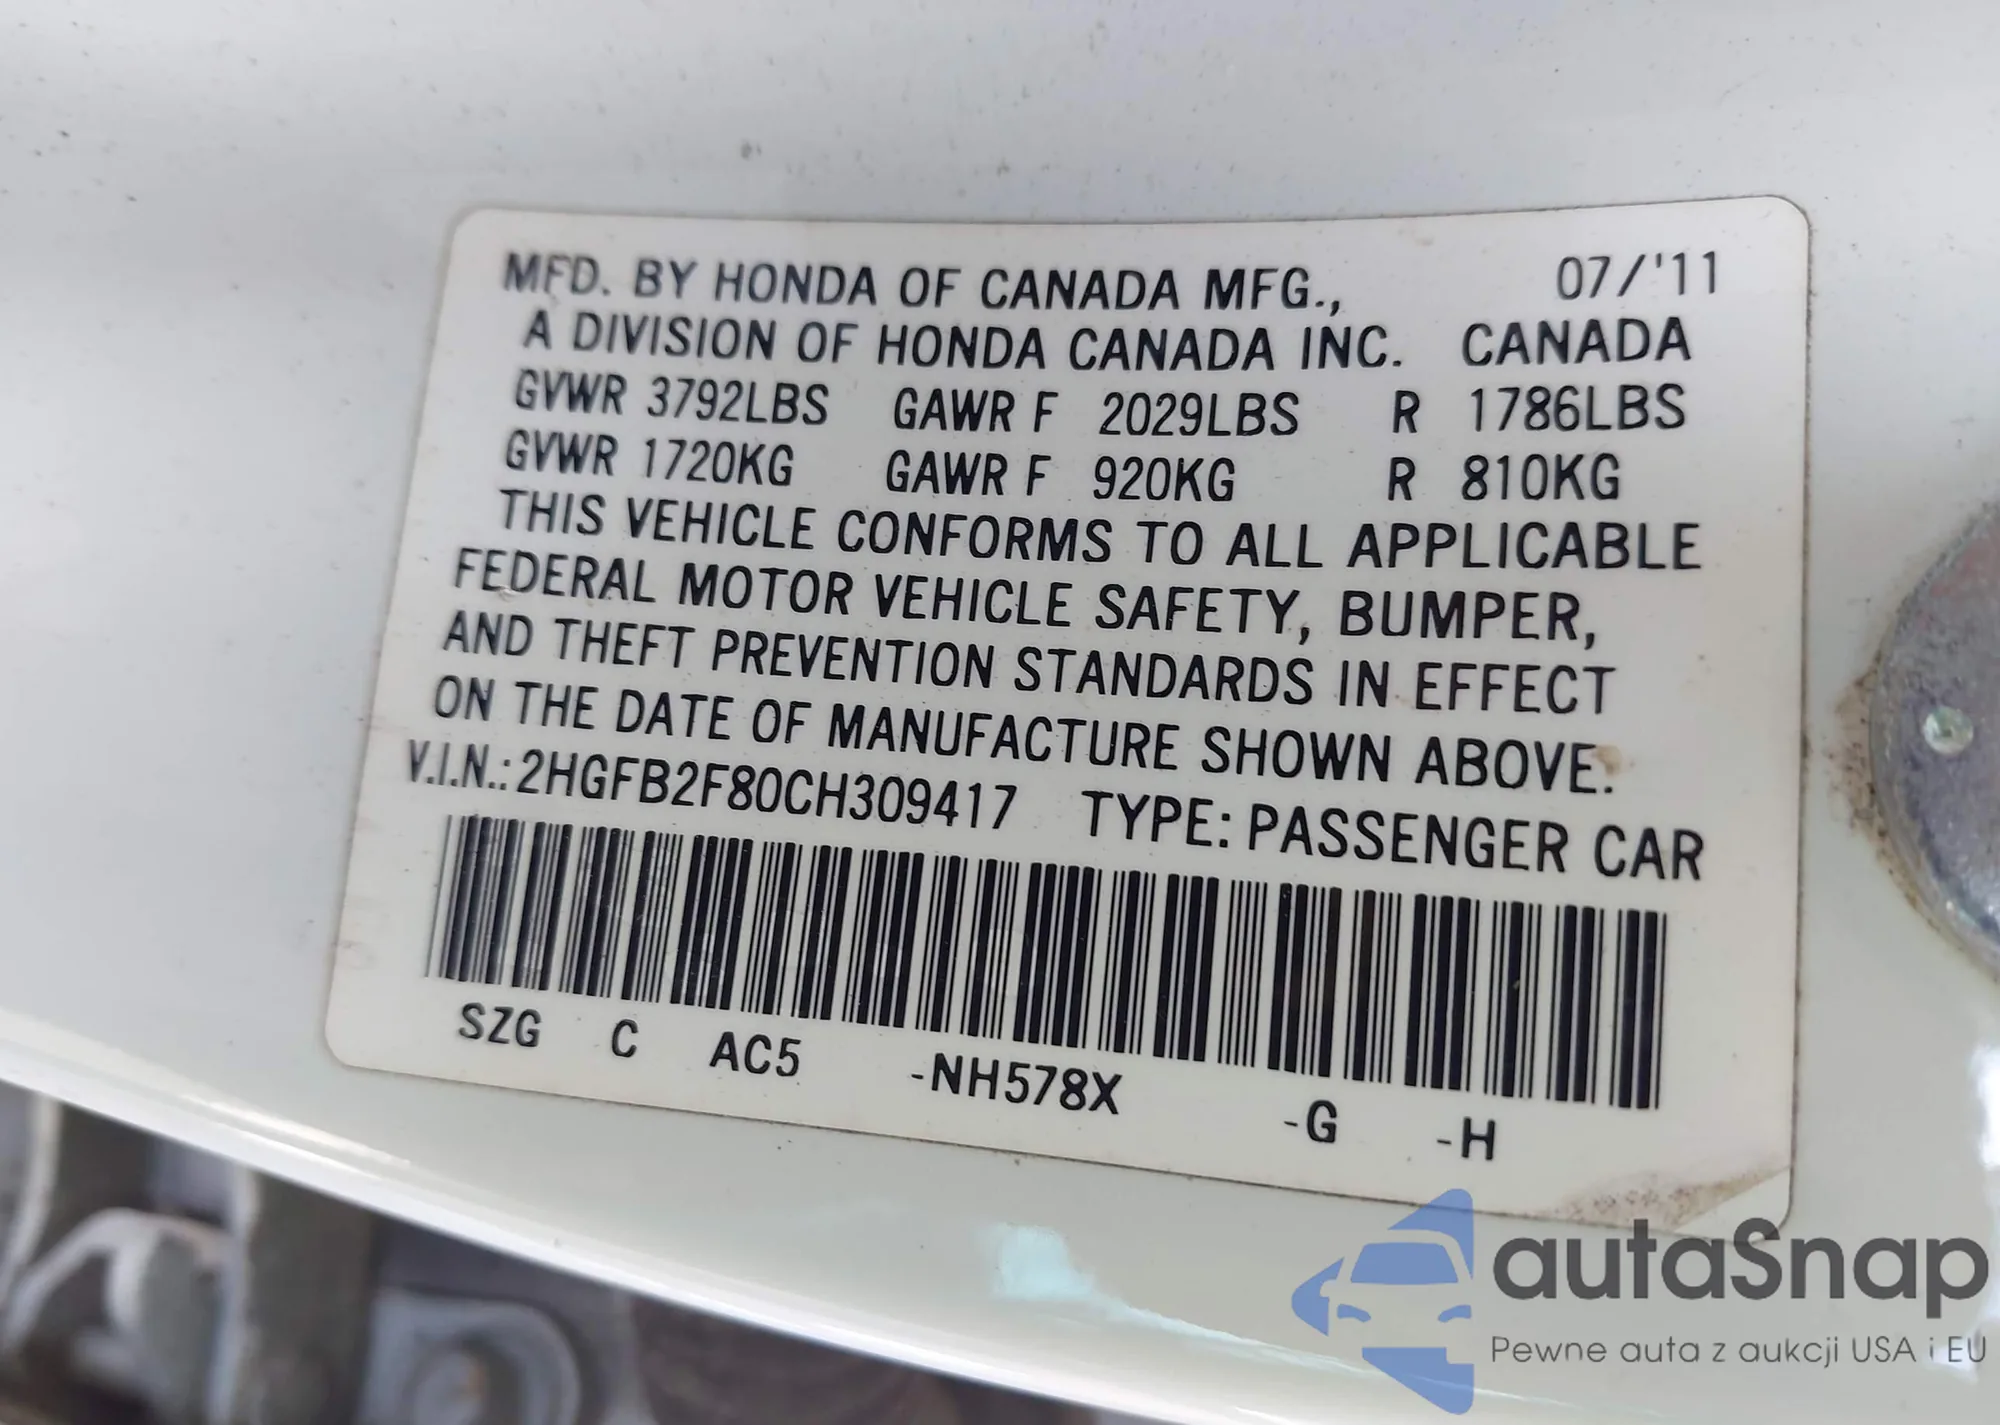 MFD. BY HONDA OF CANADA MFG., 07/'11
A DIVISION OF HONDA CANADA INC. CANADA
GVWR 3792LBS GAWR F 2029LBS R 1786LBS
GVWR 1720KG GAWR F 920KG R 810KG
THIS VEHICLE CONFORMS TO ALL APPLICABLE
FEDERAL MOTOR VEHICLE SAFETY, BUMPER,
AND THEFT PREVENTION STANDARDS IN EFFECT
ON THE DATE OF MANUFACTURE SHOWN ABOVE.
V.I.N.: 2HGFB2F80CH309417 TYPE: PASSENGER CAR
SZG C AC5 -NH578X -G -H
autaSnap
Pewne auta z aukcji USA i EU